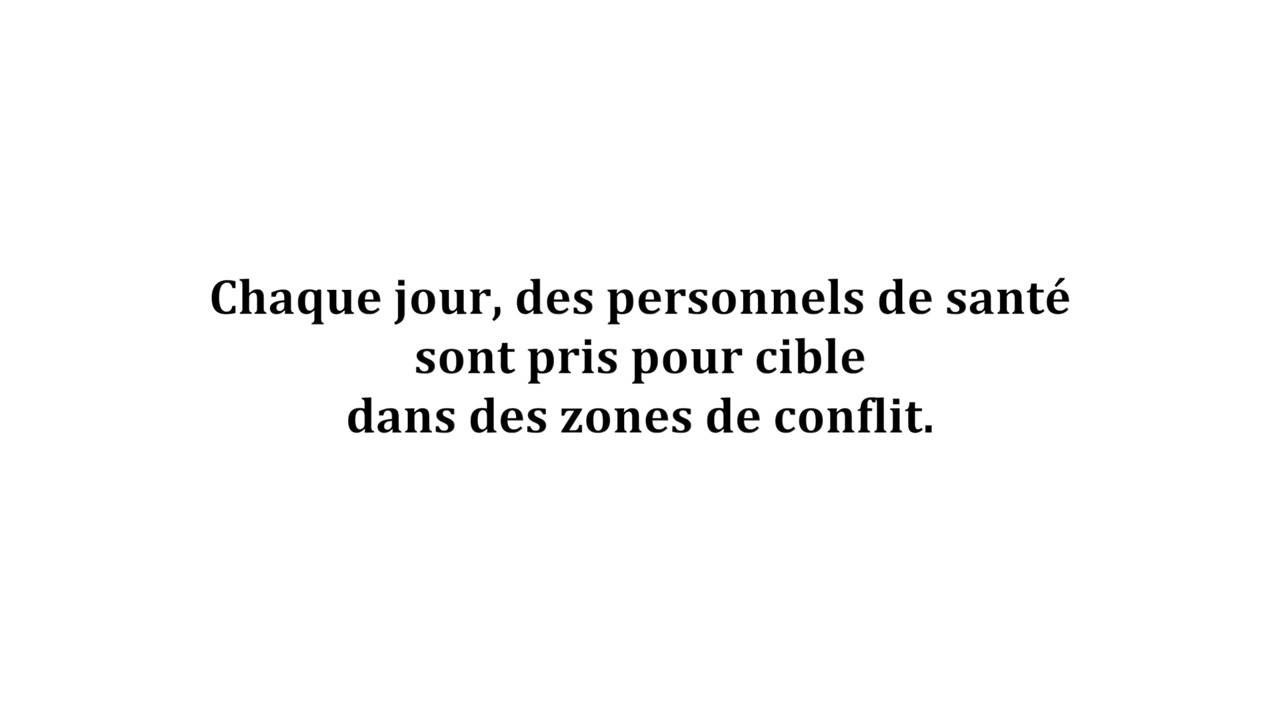 Chaque jour, des personnels de santé
sont pris pour cible
dans des zones de conflit.